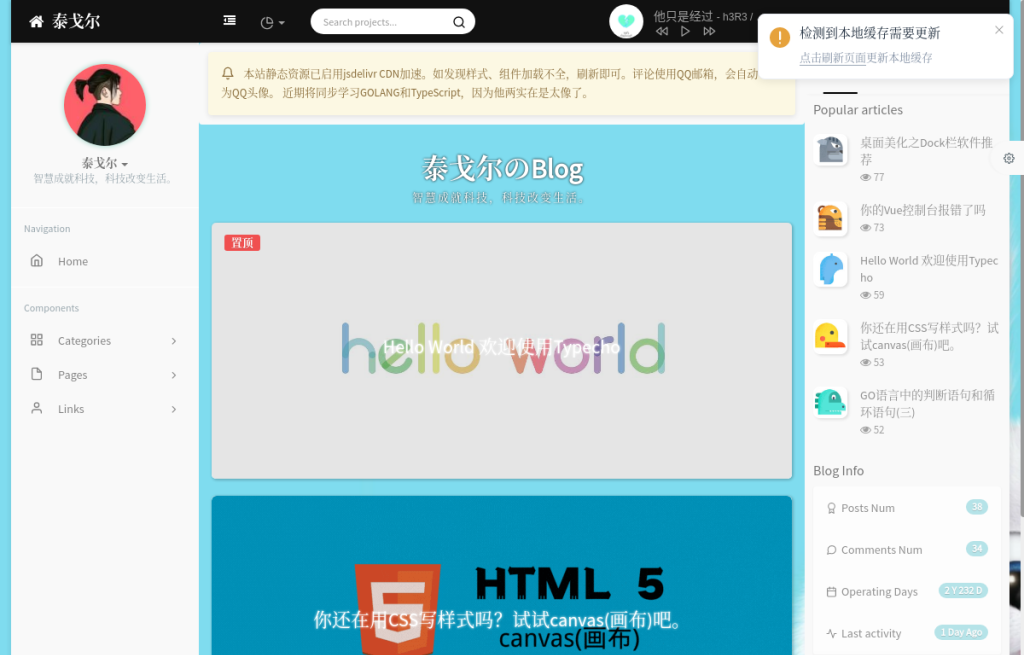 泰戈尔
Search projects...
他只是经过 - h3R3 /
检测到本地缓存需要更新
点击刷新页面更新本地缓存
泰戈尔
智慧成就科技，科技改变生活。
Navigation
Home
Components
Categories
Pages
Links
本站静态资源已启用jsdelivr CDN加速。如发现样式、组件加载不全，刷新即可。评论使用QQ邮箱，会自动
为QQ头像。 近期将同步学习GOLANG和TypeScript，因为他两实在是太像了。
泰戈尔のBlog
智慧成就科技，科技改变生活。
置顶
hello world
Hello World 欢迎使用Typecho
HTML 5
你还在用CSS写样式吗？试试canvas(画布)吧。
canvas(画布)
Popular articles
桌面美化之Dock栏软件推
荐
77
你的Vue控制台报错了吗
73
Hello World 欢迎使用Typec
ho
59
你还在用CSS写样式吗？试
试canvas(画布)吧。
53
GO语言中的判断语句和循
环语句(三)
52
Blog Info
Posts Num 38
Comments Num 34
Operating Days 2 Y 232 D
Last activity 1 Day Ago